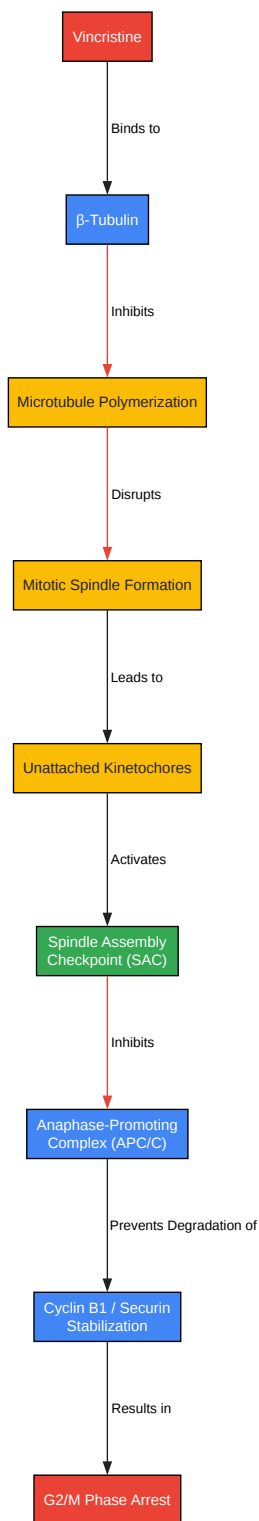 Vincristine
Binds to
β-Tubulin
Inhibits
Microtubule Polymerization
Disrupts
Mitotic Spindle Formation
Leads to
Unattached Kinetochores
Activates
Spindle Assembly
Checkpoint (SAC)
Inhibits
Anaphase-Promoting
Complex (APC/C)
Prevents Degradation of
Cyclin B1 / Securin
Stabilization
Results in
G2/M Phase Arrest